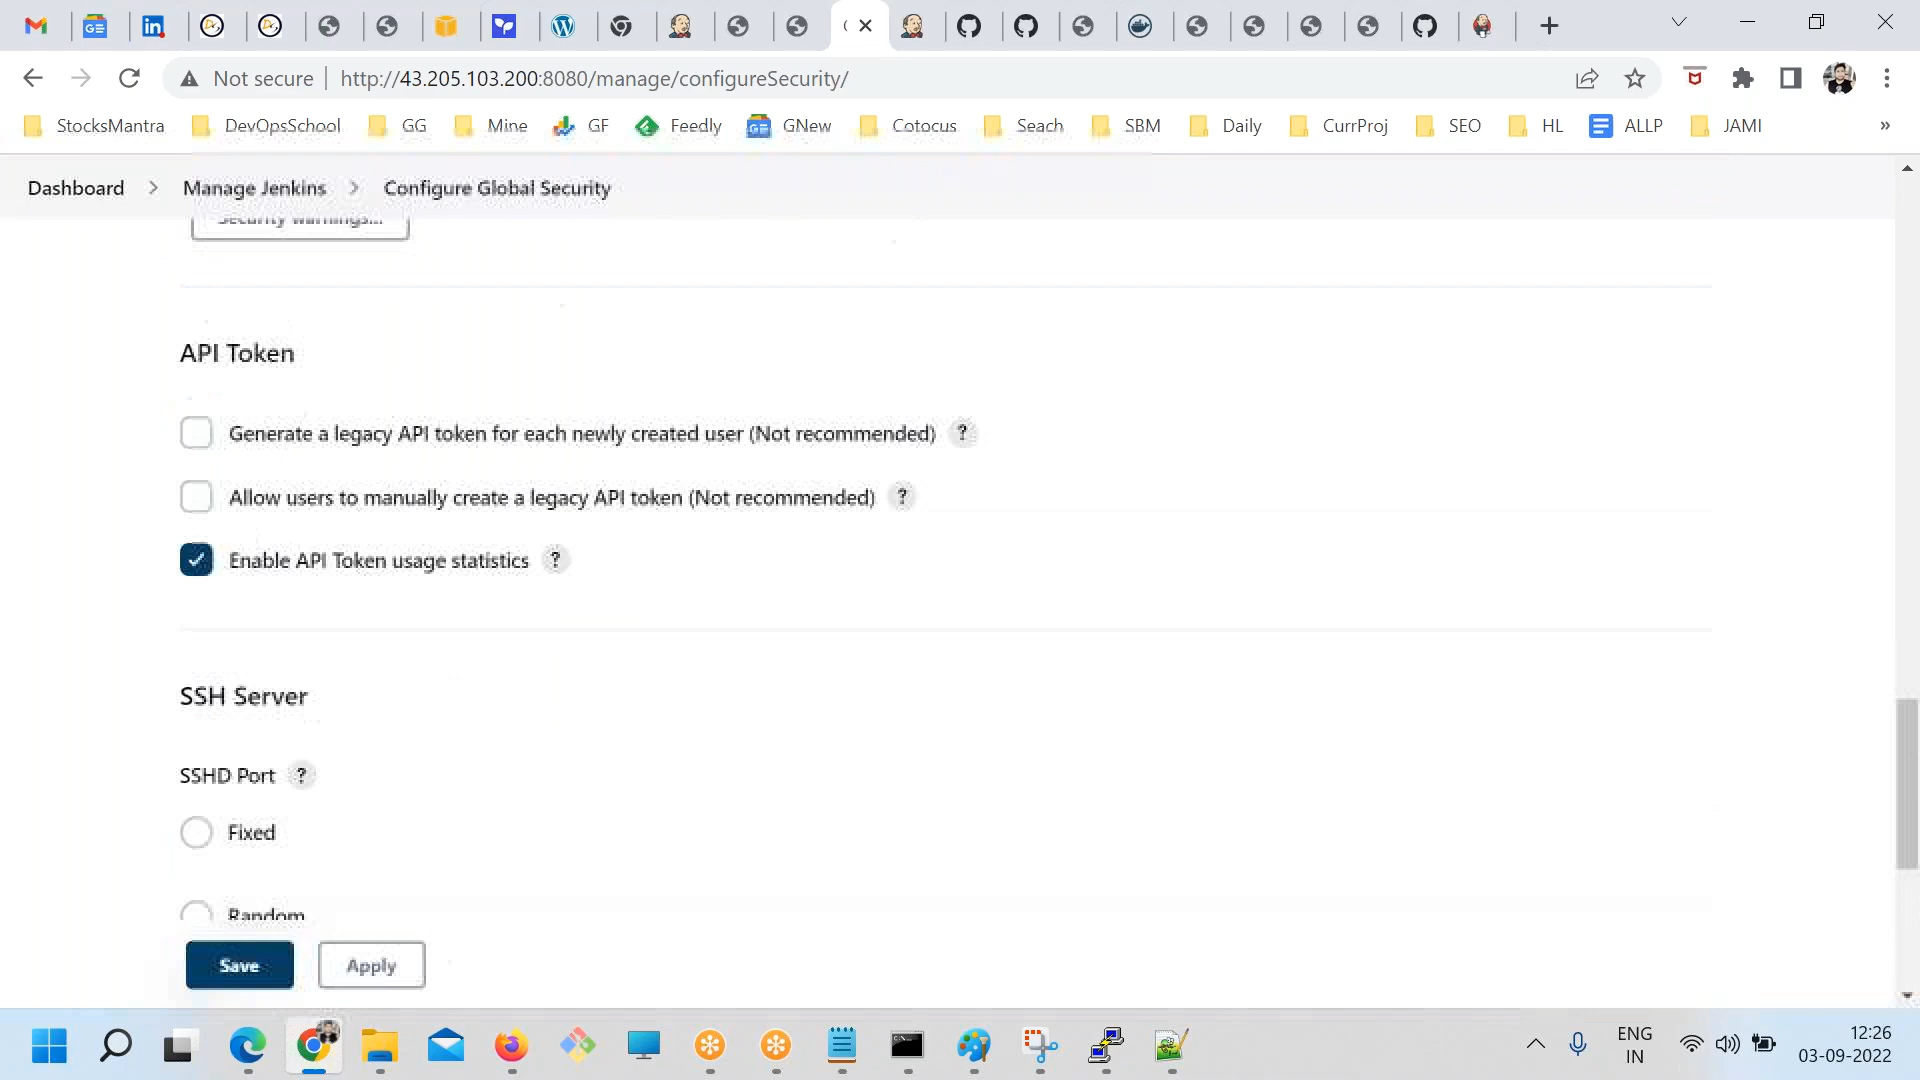 Not secure http://43.205.103.200:8080/manage/configureSecurity/
StocksMantra DevOpsSchool GG Mine GF Feedly GNew Cotocus Seach SBM Daily CurrProj SEO HL ALLP JAMI »
Dashboard Manage Jenkins Configure Global Security
Security warnings...
API Token
Generate a legacy API token for each newly created user (Not recommended) ?
Allow users to manually create a legacy API token (Not recommended) ?
Enable API Token usage statistics ?
SSH Server
SSHD Port ?
Fixed
Random
Save Apply
ENG 12:26
IN 03-09-2022